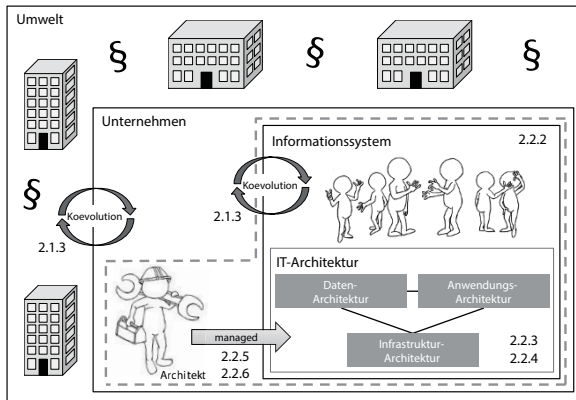 Umwelt
§
§
§
Unternehmen
Informationssystem
2.2.2
§
Koevolution
2.1.3
Koevolution
2.1.3
IT-Architektur
Daten-
Architektur
Anwendungs-
Architektur
managed
Infrastruktur-
Architektur
2.2.3
2.2.4
2.2.5
2.2.6
Architekt